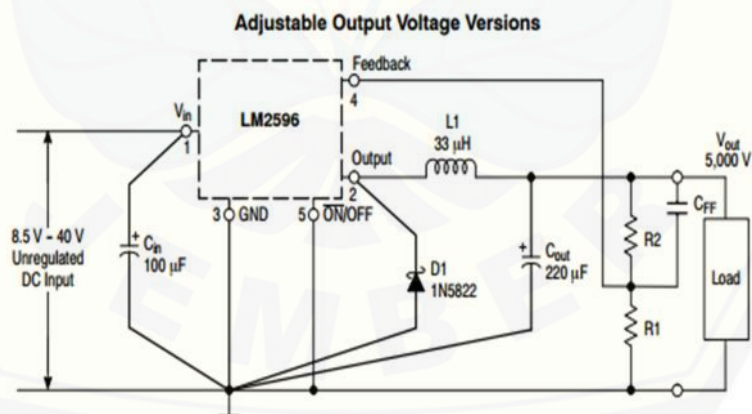 Adjustable Output Voltage Versions
Feedback
4
Vin
1
LM2596
Output
2
L1
33 µH
Vout
5,000 V
3 GND
5 ON/OFF
8.5 V - 40 V
Unregulated
DC Input
+
Cin
100 µF
D1
1N5822
+
Cout
220 µF
R2
CFF
R1
Load
JEMBER